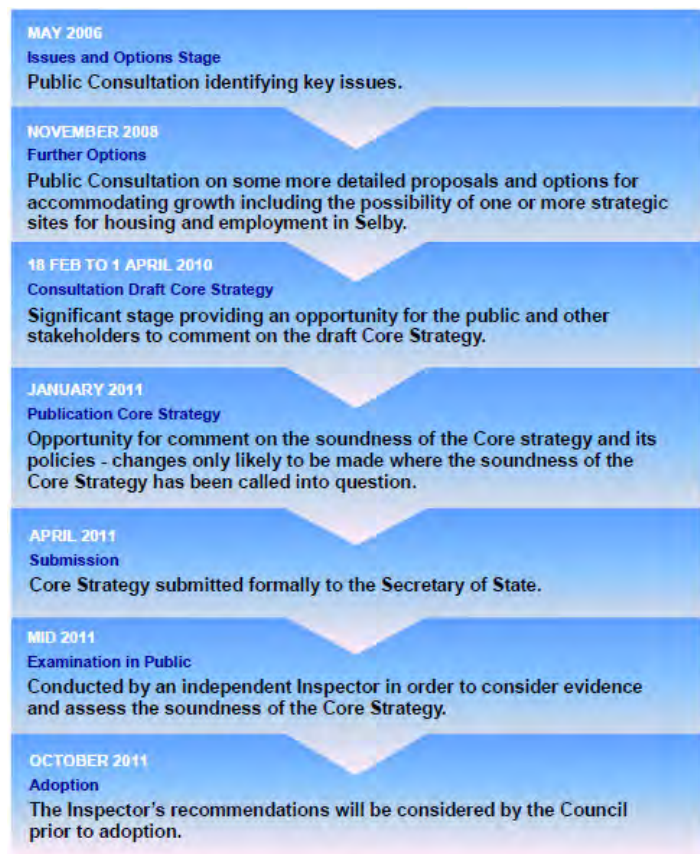 MAY 2006
Issues and Options Stage
Public Consultation identifying key issues.
NOVEMBER 2008
Further Options
Public Consultation on some more detailed proposals and options for
accommodating growth including the possibility of one or more strategic
sites for housing and employment in Selby.
18 FEB TO 1 APRIL 2010
Consultation Draft Core Strategy
Significant stage providing an opportunity for the public and other
stakeholders to comment on the draft Core Strategy.
JANUARY 2011
Publication Core Strategy
Opportunity for comment on the soundness of the Core strategy and its
policies - changes only likely to be made where the soundness of the
Core Strategy has been called into question.
APRIL 2011
Submission
Core Strategy submitted formally to the Secretary of State.
MID 2011
Examination in Public
Conducted by an independent Inspector in order to consider evidence
and assess the soundness of the Core Strategy.
OCTOBER 2011
Adoption
The Inspector's recommendations will be considered by the Council
prior to adoption.